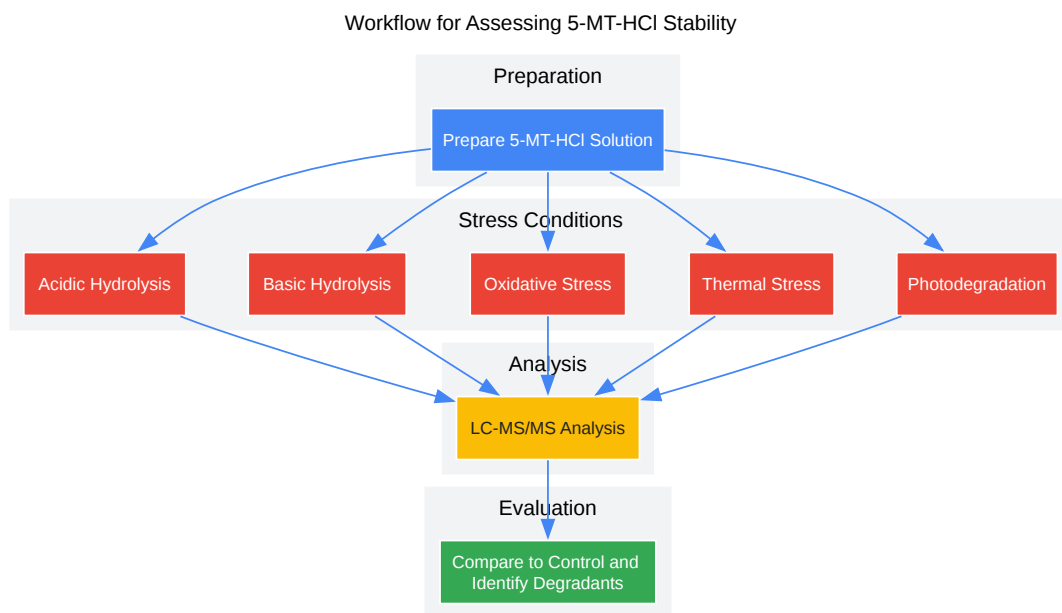 Workflow for Assessing 5-MT-HCl Stability
Preparation
Prepare 5-MT-HCl Solution
Stress Conditions
Acidic Hydrolysis
Basic Hydrolysis
Oxidative Stress
Thermal Stress
Photodegradation
Analysis
LC-MS/MS Analysis
Evaluation
Compare to Control and
Identify Degradants